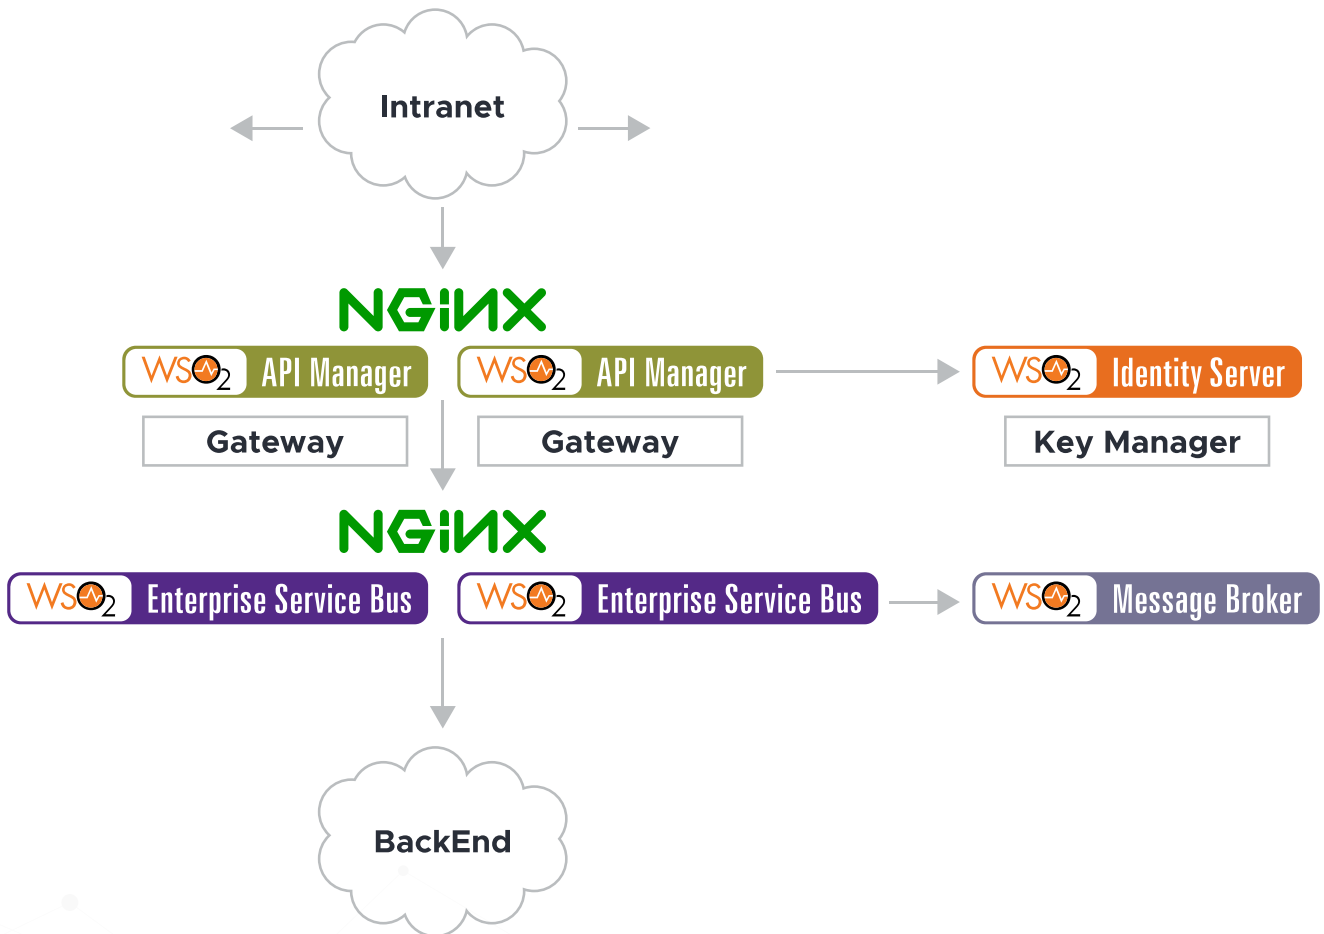 Intranet
NGINX
WSO2 API Manager WSO2 API Manager WSO2 Identity Server
Gateway Gateway Key Manager
NGINX
WSO2 Enterprise Service Bus WSO2 Enterprise Service Bus WSO2 Message Broker
BackEnd